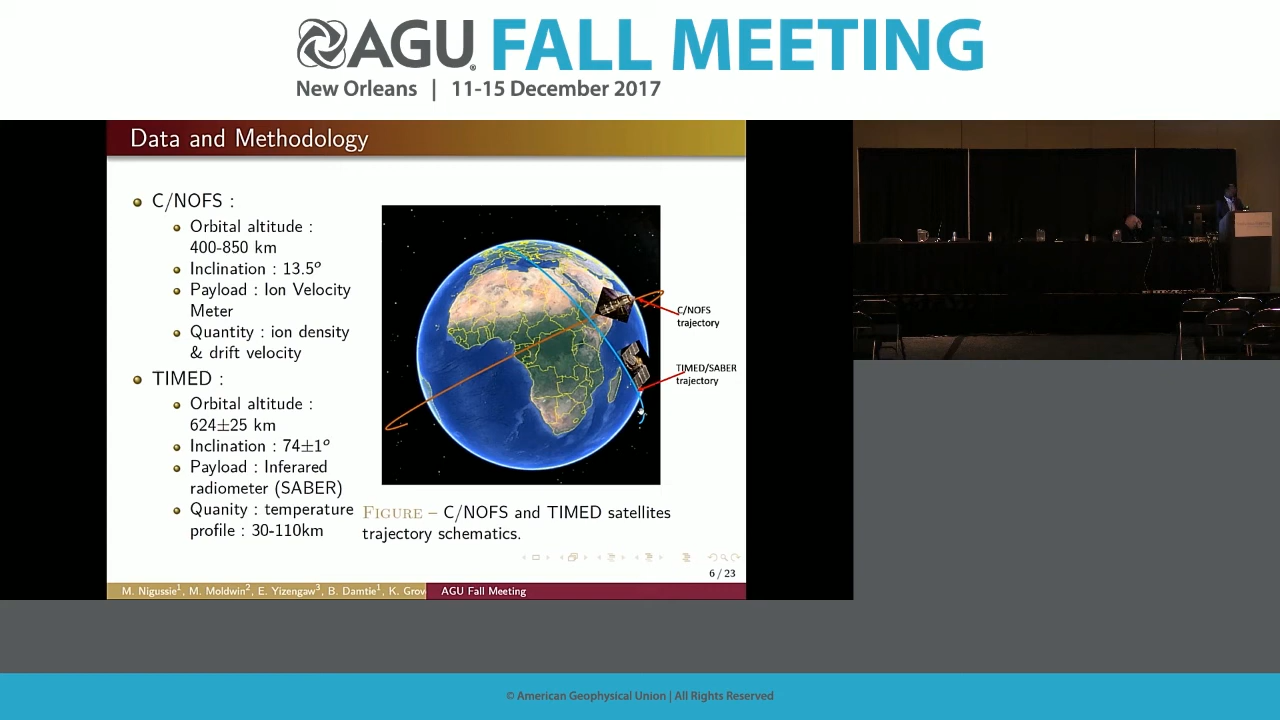 AGU FALL MEETING
New Orleans | 11-15 December 2017
Data and Methodology
C/NOFS :
Orbital altitude :
400-850 km
Inclination : 13.5°
Payload : Ion Velocity
Meter
Quantity : ion density
& drift velocity
TIMED :
Orbital altitude :
624±25 km
Inclination : 74±1°
Payload : Inferared
radiometer (SABER)
Quanity : temperature
profile : 30-110km
C/NOFS
trajectory
TIMED/SABER
trajectory
FIGURE – C/NOFS and TIMED satellites
trajectory schematics.
6 / 23
M. Nigussie¹, M. Moldwin², E. Yizengaw³, B. Damtie¹, K. Grov
AGU Fall Meeting
© American Geophysical Union | All Rights Reserved